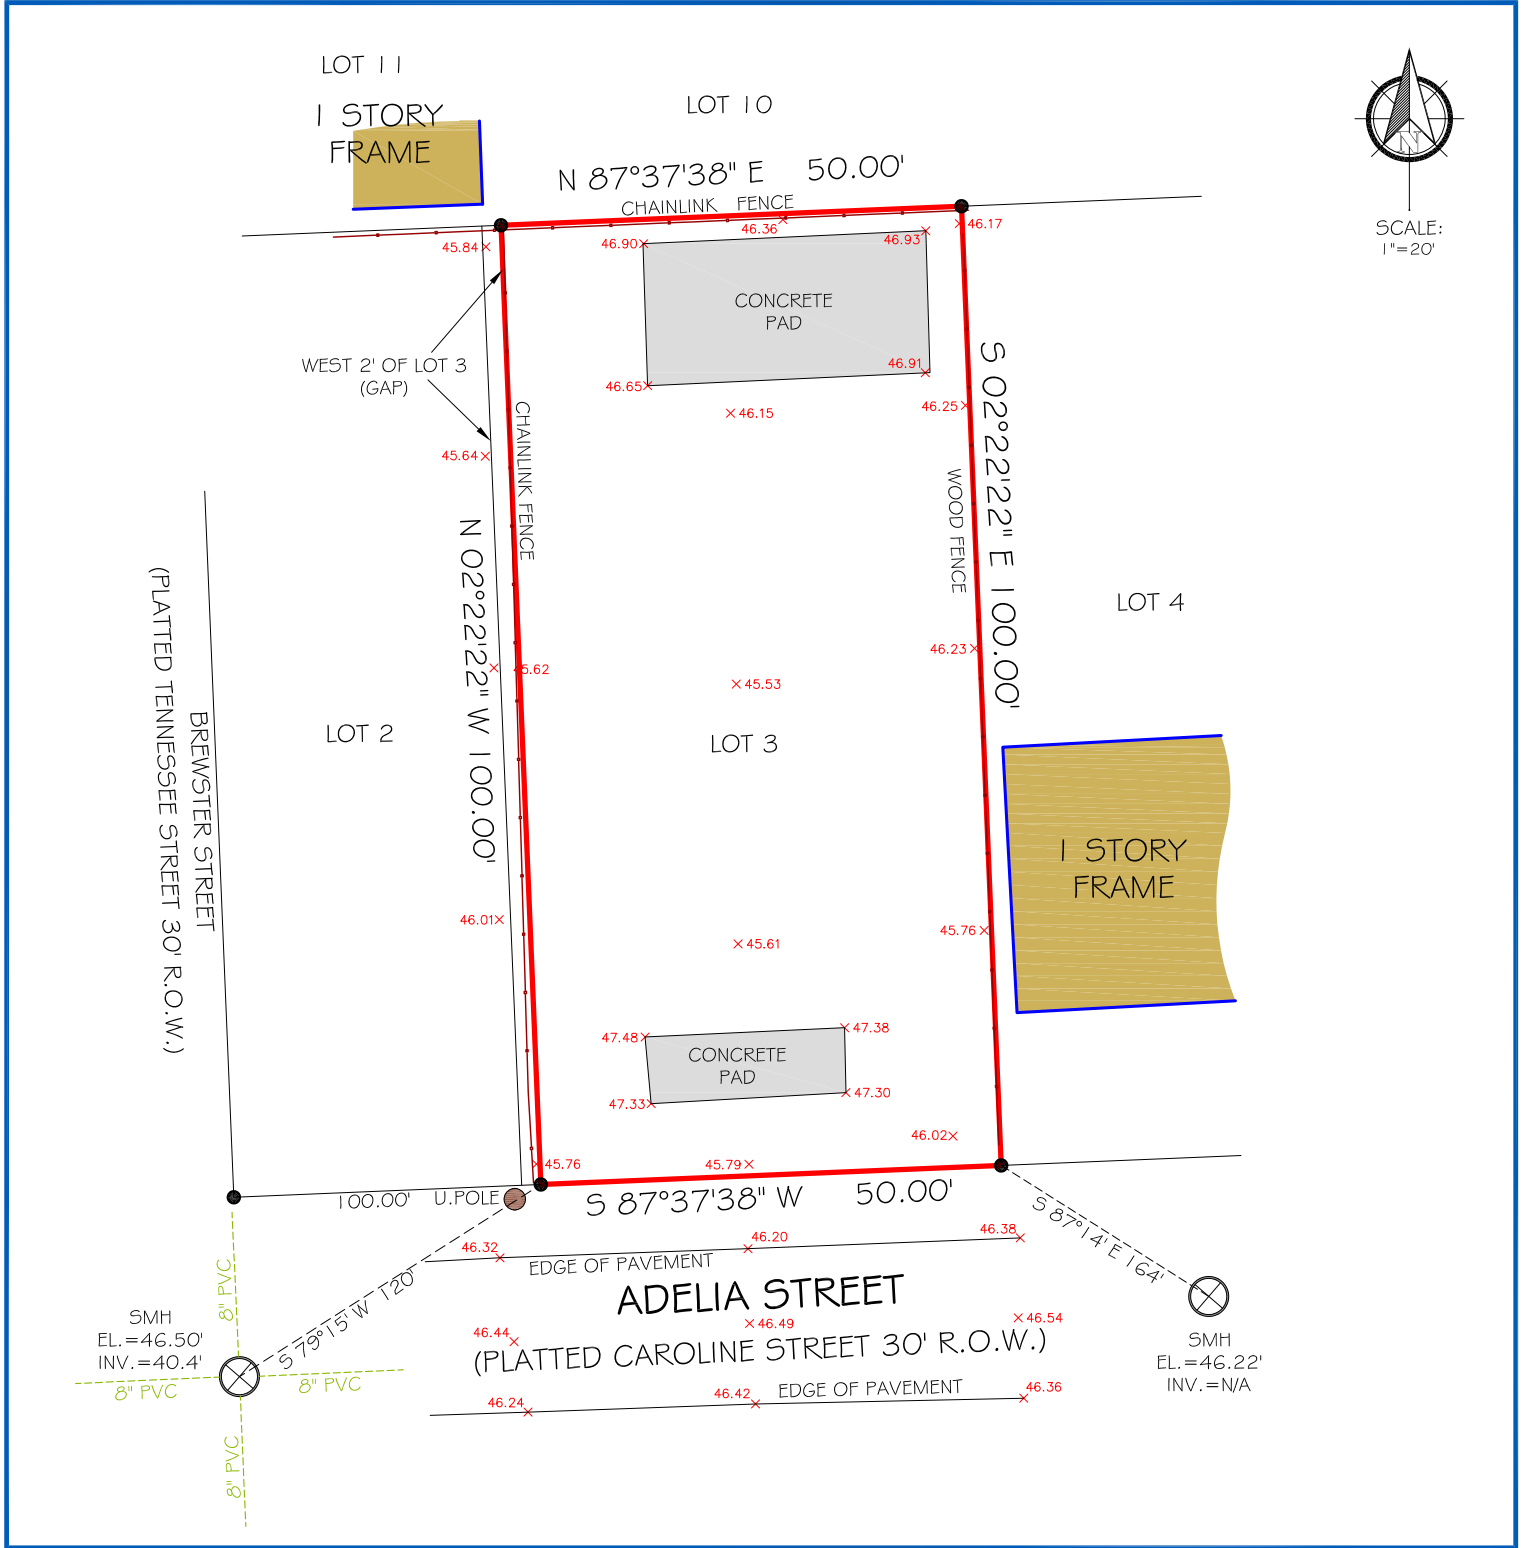 LOT 11
1 STORY
FRAME
LOT 10
N 87°37'38" E 50.00'
CHAINLINK FENCE
N
SCALE:
1"=20'
45.84
46.90
46.36
46.93
46.17
CONCRETE
PAD
WEST 2' OF LOT 3
(GAP)
46.65
46.91
46.15
46.25
45.64
CHAINLINK FENCE
WOOD FENCE
S 02°22'22" E 100.00'
N 02°22'22" W 100.00'
LOT 4
BREWSTER STREET
(PLATTED TENNESSEE STREET 30' R.O.W.)
45.62
46.23
45.53
LOT 2
LOT 3
1 STORY
FRAME
46.01
45.61
45.76
47.48
47.38
CONCRETE
PAD
47.33
47.30
46.02
45.76
45.79
100.00'
U.POLE
S 87°37'38" W 50.00'
46.32
46.20
46.38
EDGE OF PAVEMENT
S 87°14' E 164'
S 79°15' W 120'
ADELIA STREET
46.44
46.49
46.54
(PLATTED CAROLINE STREET 30' R.O.W.)
8" PVC
SMH
EL.=46.50'
INV.=40.4'
8" PVC
8" PVC
8" PVC
SMH
EL.=46.22'
INV.=N/A
46.24
46.42
EDGE OF PAVEMENT
46.36